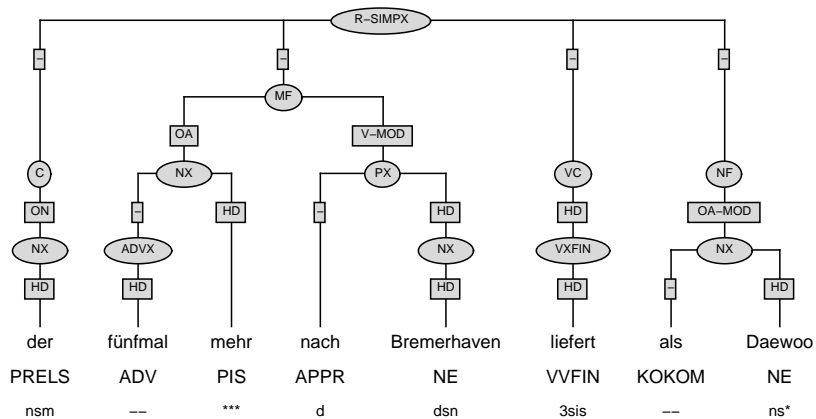 R–SIMPX
– – – –
MF
OA V–MOD
C NX PX VC NF
ON – HD – HD HD OA–MOD
NX ADVX NX VXFIN NX
HD HD HD HD – HD
der fünfmal mehr nach Bremerhaven liefert als Daewoo
PRELS ADV PIS APPR NE VVFIN KOKOM NE
nsm –– *** d dsn 3sis –– ns*